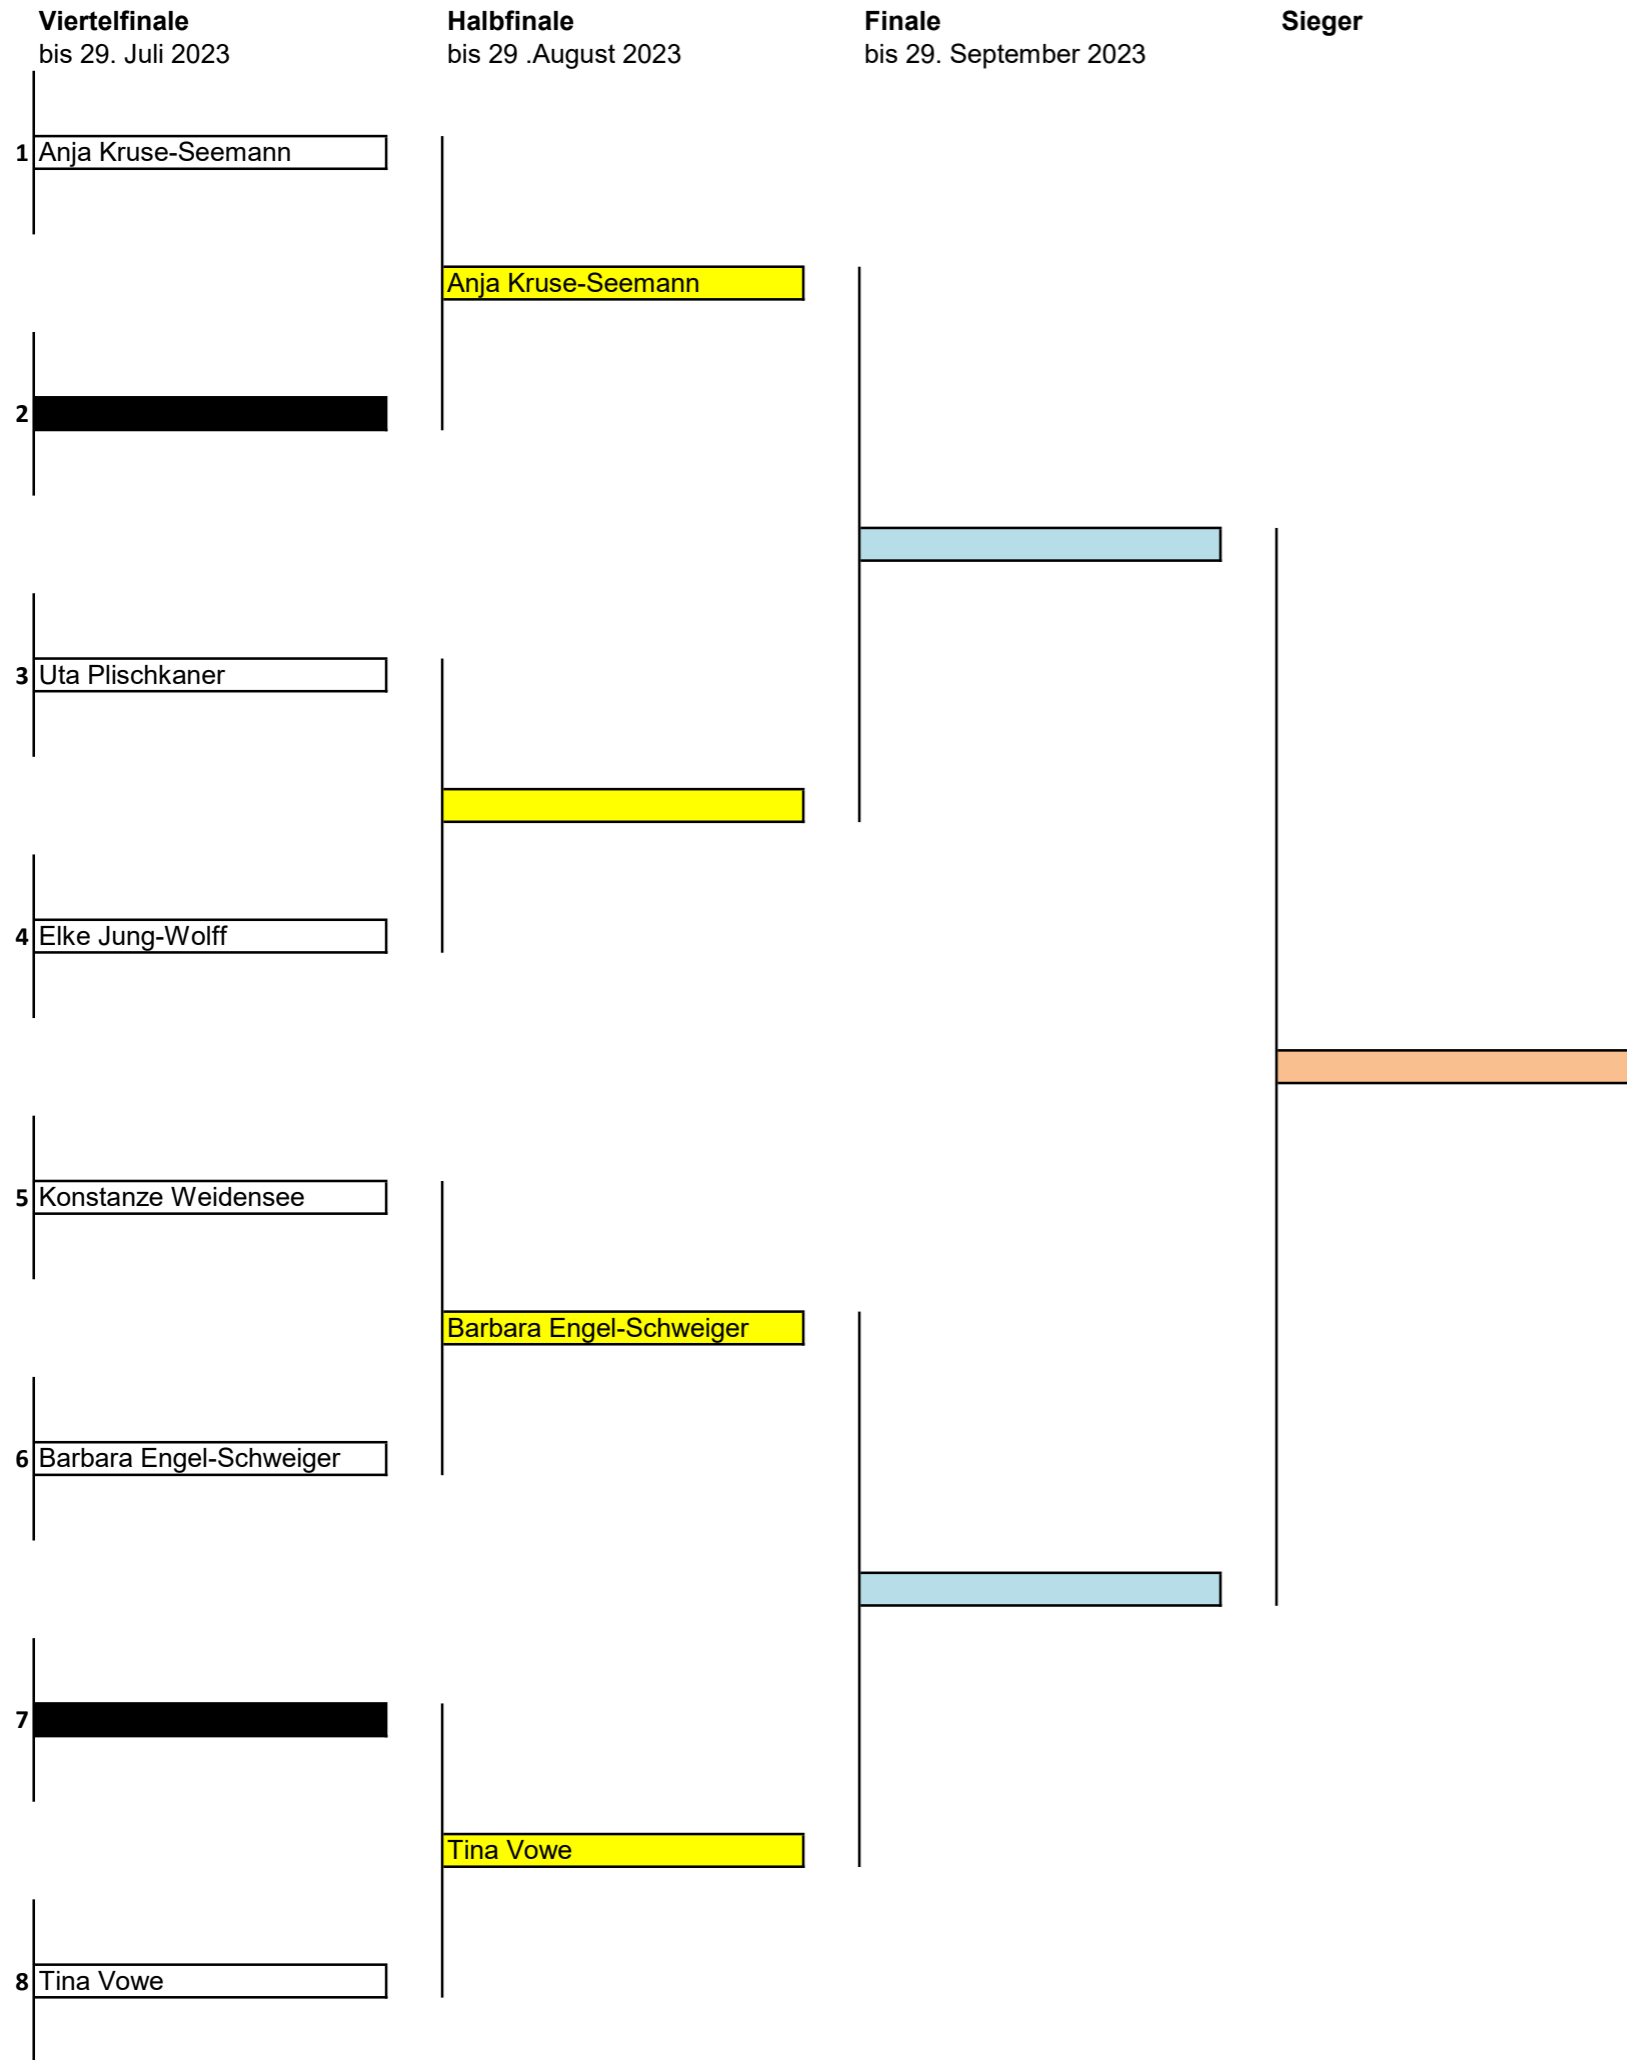 Viertelfinale
bis 29. Juli 2023
Halbfinale
bis 29 .August 2023
Finale
bis 29. September 2023
Sieger
1 Anja Kruse-Seemann
Anja Kruse-Seemann
2
3 Uta Plischkaner
4 Elke Jung-Wolff
5 Konstanze Weidensee
Barbara Engel-Schweiger
6 Barbara Engel-Schweiger
7
Tina Vowe
8 Tina Vowe